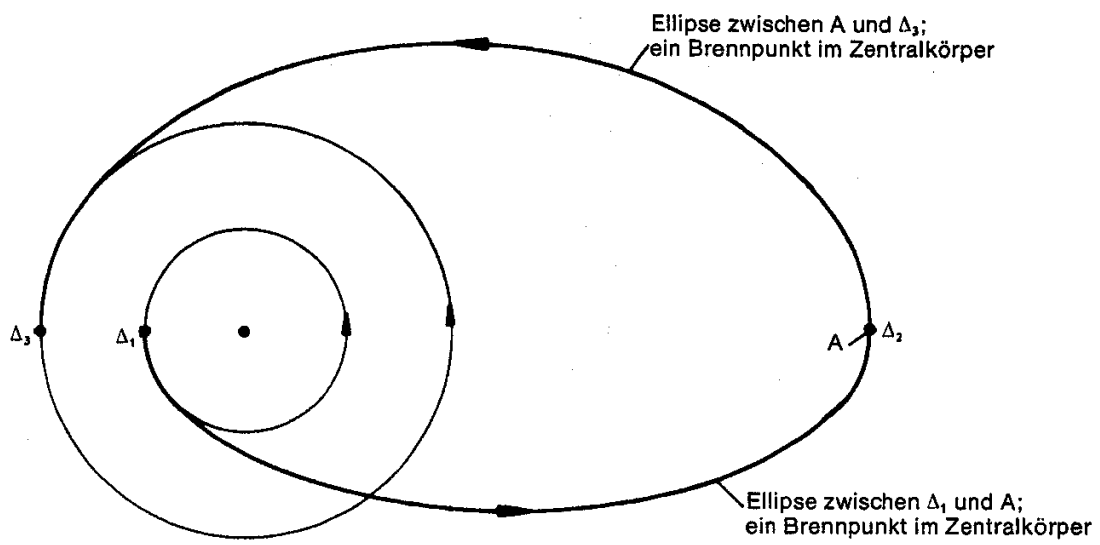 Ellipse zwischen A und Δ₃;
ein Brennpunkt im Zentralkörper
Δ₃
Δ₁
A
Δ₂
Ellipse zwischen Δ₁ und A;
ein Brennpunkt im Zentralkörper